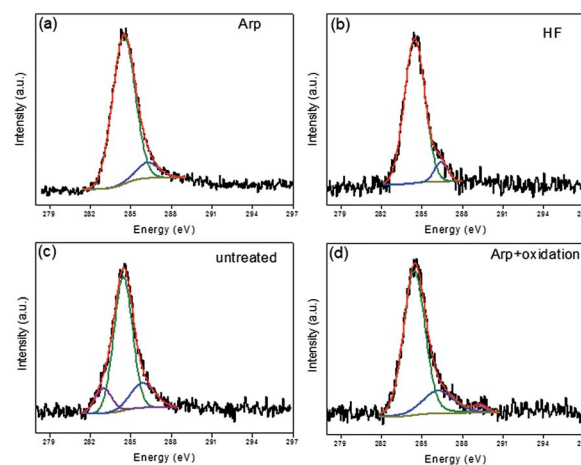 (a) Arp
Intensity (a.u.)
279 282 285 288 291 294 297
Energy (eV)
(b) HF
Intensity (a.u.)
279 282 285 288 291 294
Energy (eV)
(c) untreated
Intensity (a.u.)
279 282 285 288 291 294 297
Energy (eV)
(d) Arp+oxidation
Intensity (a.u.)
279 282 285 288 291 294
Energy (eV)